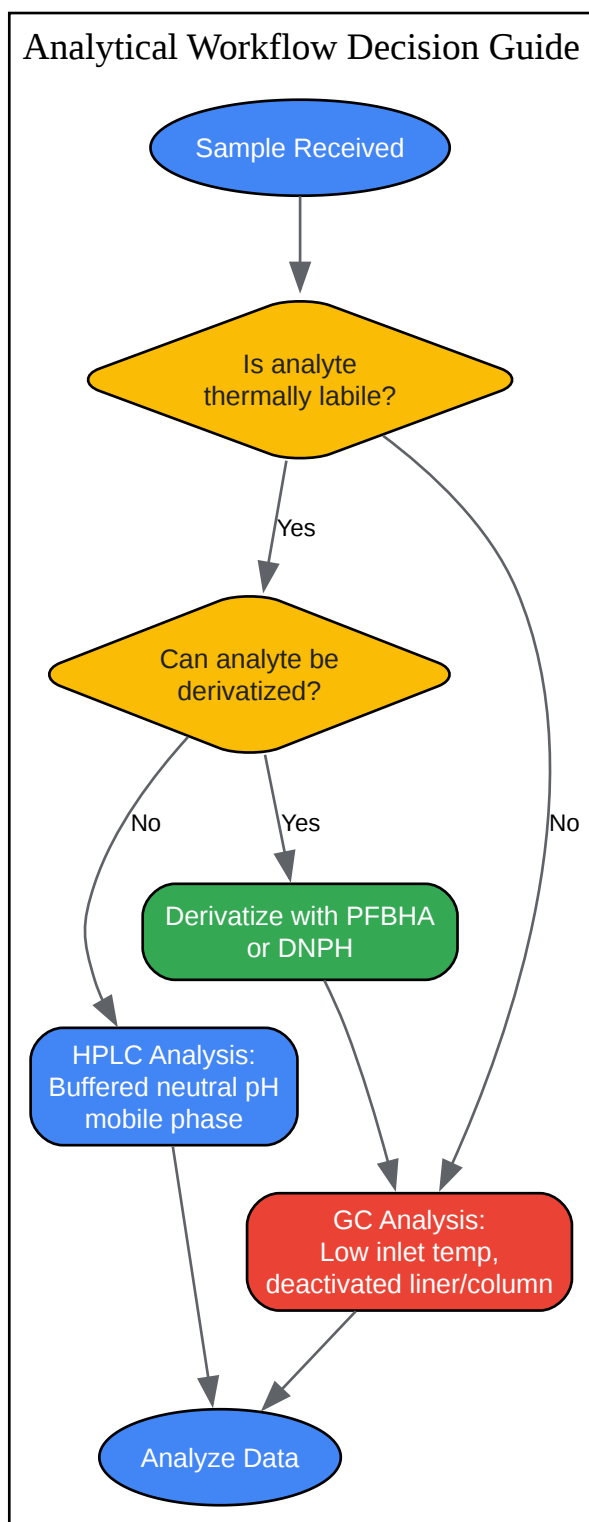 Analytical Workflow Decision Guide
Sample Received
Is analyte
thermally labile?
Yes
Can analyte be
derivatized?
No
Yes
No
Derivatize with PFBHA
or DNPH
HPLC Analysis:
Buffered neutral pH
mobile phase
GC Analysis:
Low inlet temp,
deactivated liner/column
Analyze Data